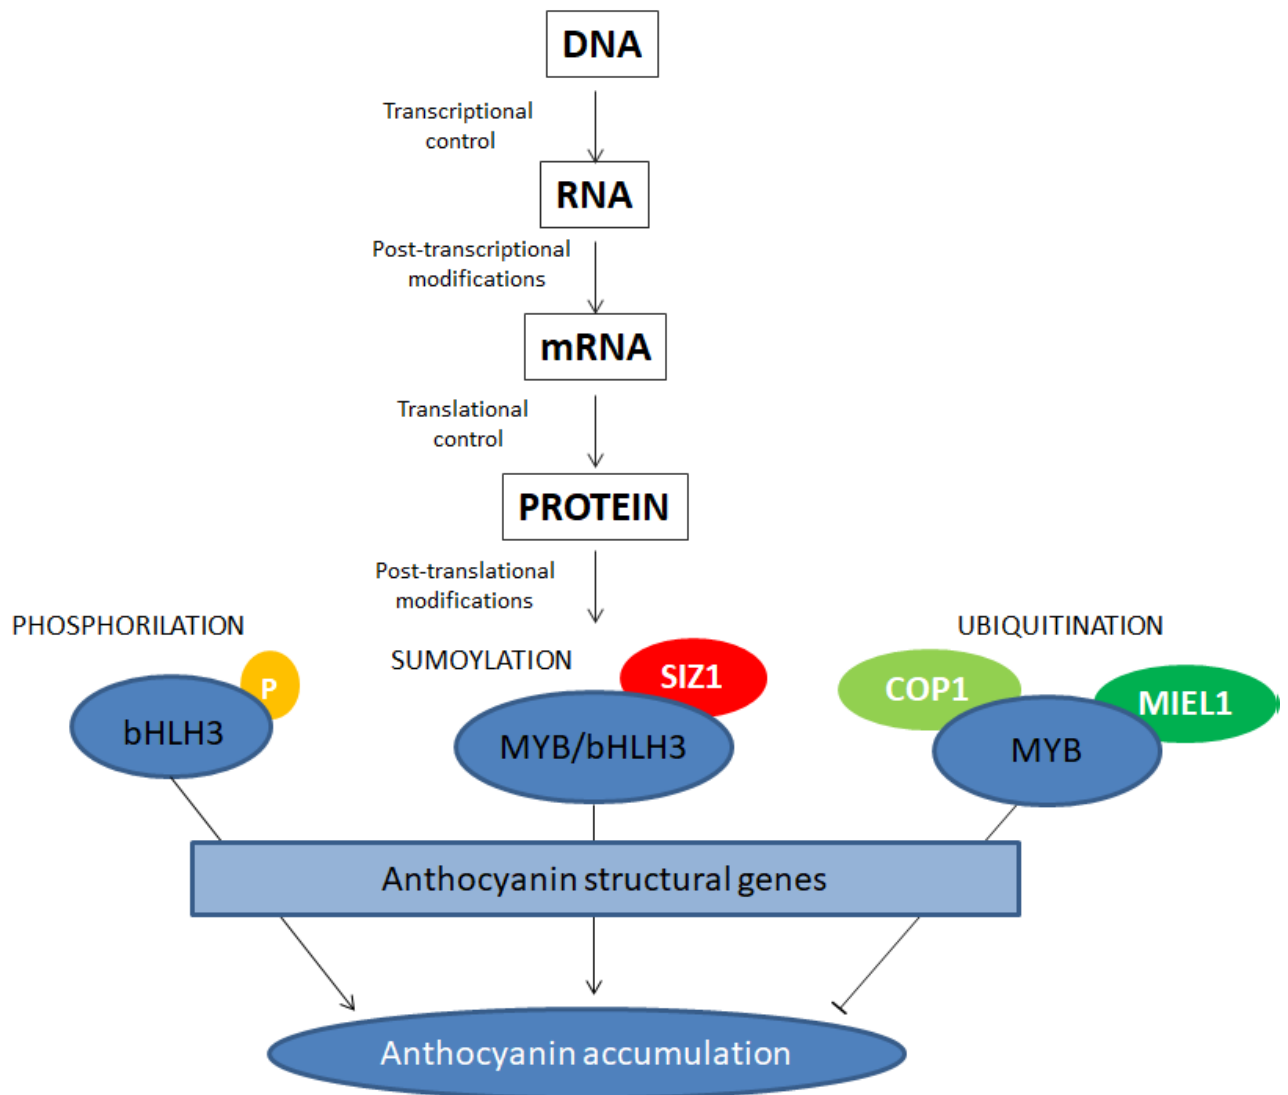 DNA
Transcriptional
control
RNA
Post-transcriptional
modifications
mRNA
Translational
control
PROTEIN
Post-translational
modifications
PHOSPHORILATION
P
bHLH3
SUMOYLATION
SIZ1
MYB/bHLH3
UBIQUITINATION
COP1
MIEL1
MYB
Anthocyanin structural genes
Anthocyanin accumulation